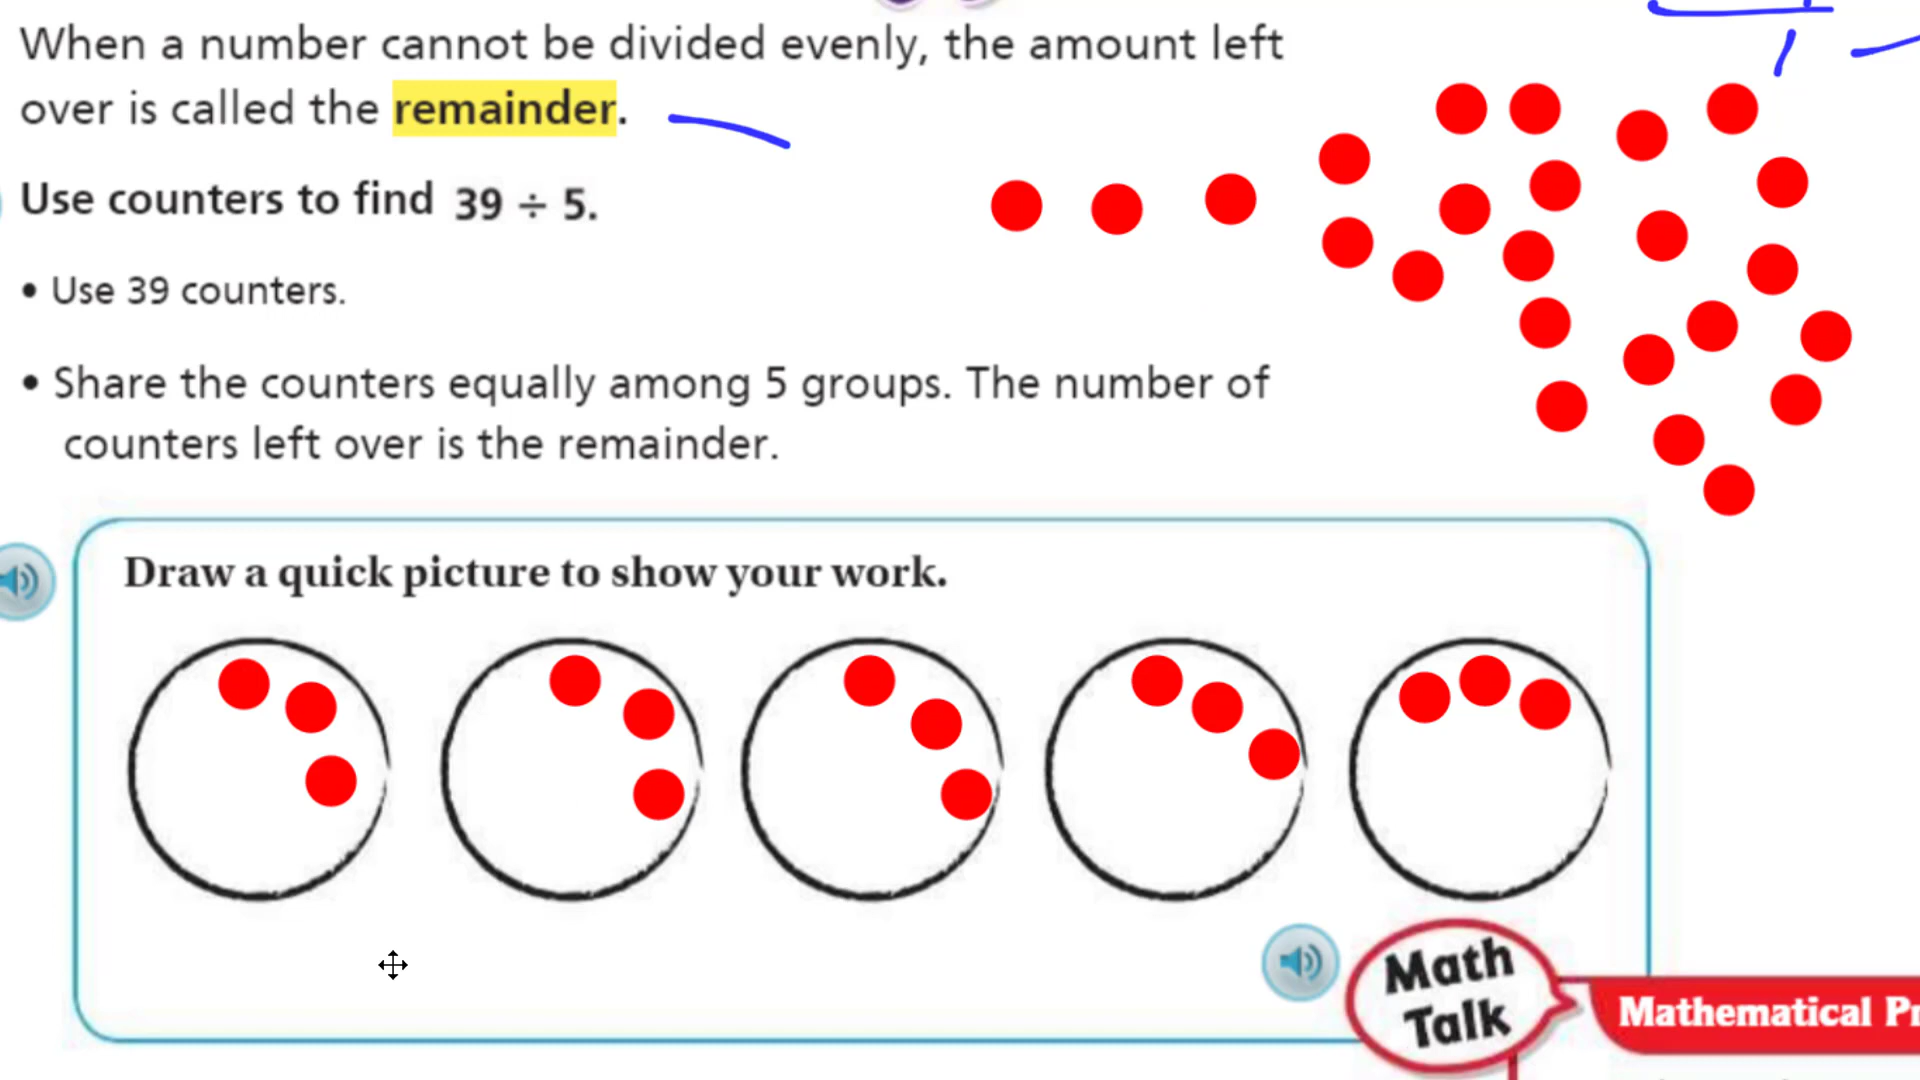 When a number cannot be divided evenly, the amount left
over is called the remainder.
Use counters to find 39 ÷ 5.
• Use 39 counters.
• Share the counters equally among 5 groups. The number of
counters left over is the remainder.
Draw a quick picture to show your work.
Math
Talk
Mathematical